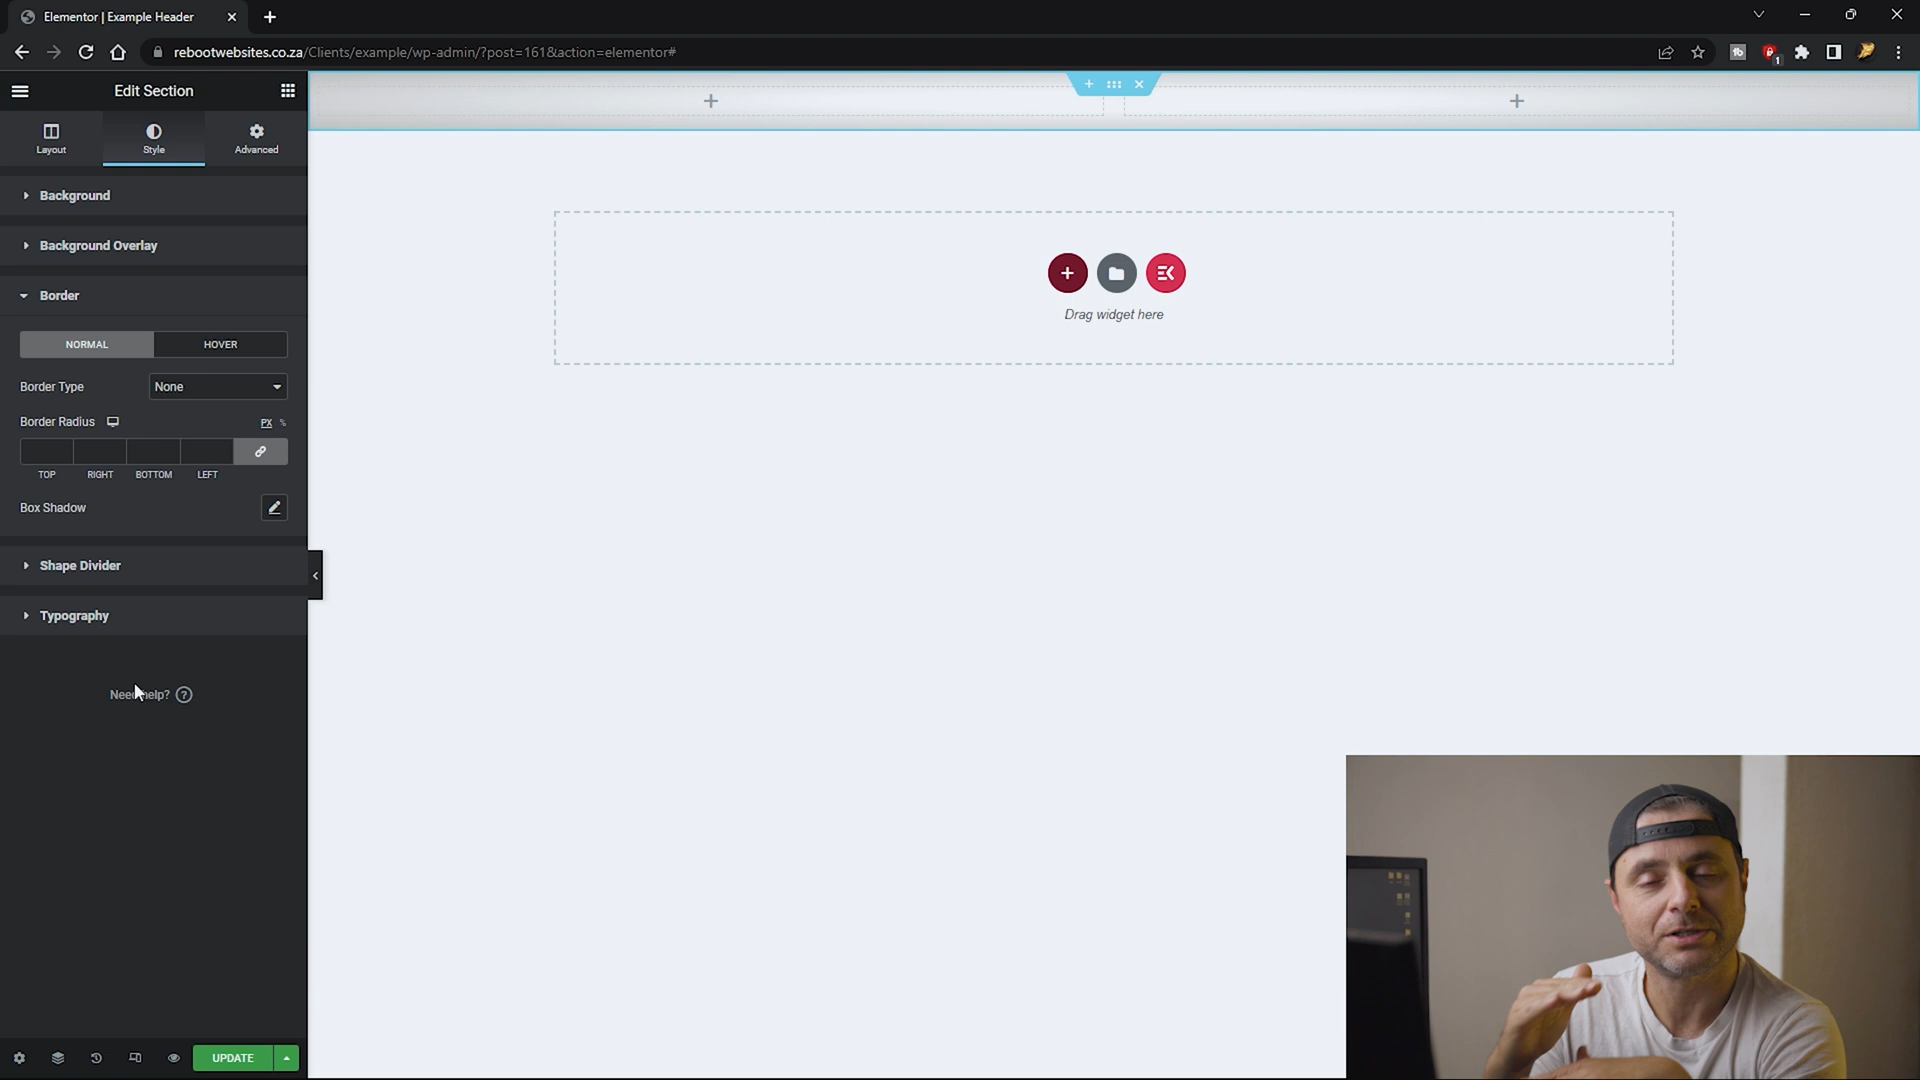 Elementor | Example Header
rebootwebsites.co.za/Clients/example/wp-admin/?post=161&action=elementor#
1
Edit Section
Layout
Style
Advanced
Background
Background Overlay
Border
NORMAL
HOVER
Border Type
None
Border Radius
PX %
TOP
RIGHT
BOTTOM
LEFT
Box Shadow
Shape Divider
Typography
Need help? ?
UPDATE
Drag widget here